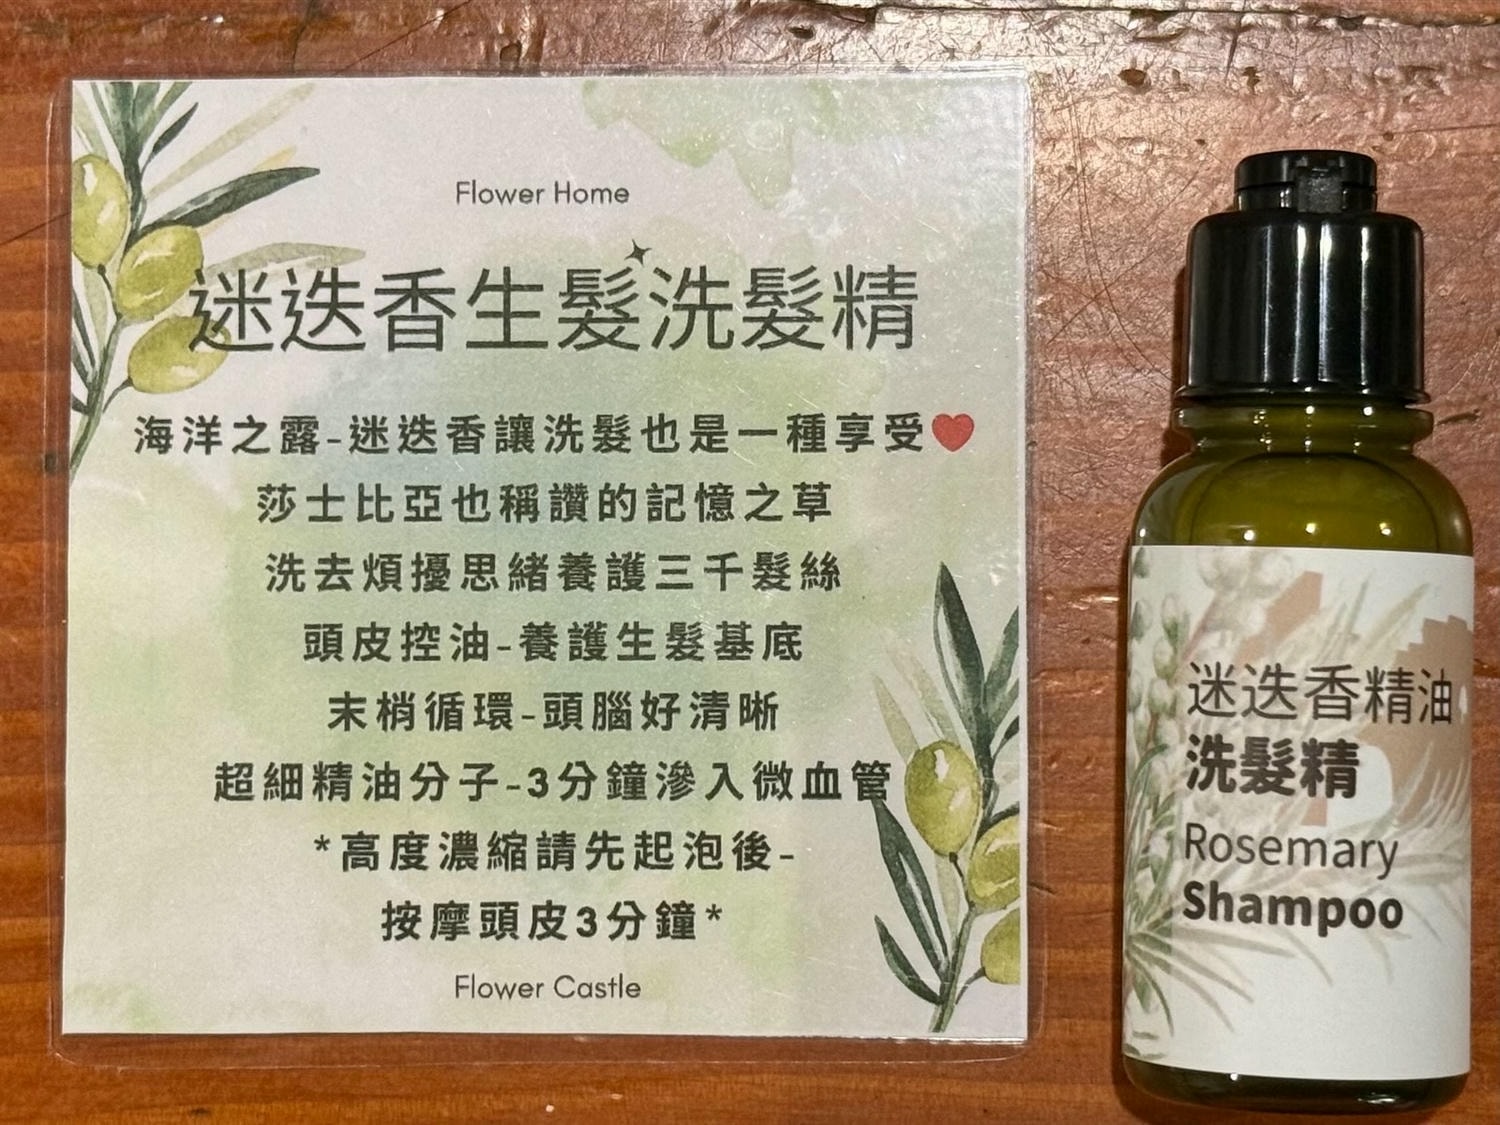 Flower Home
迷迭香生髮洗髮精
海洋之露-迷迭香讓洗髮也是一種享受❤
莎士比亞也稱讚的記憶之草
洗去煩擾思緒養護三千髮絲
頭皮控油-養護生髮基底
末梢循環-頭腦好清晰
超細精油分子-3分鐘滲入微血管
*高度濃縮請先起泡後-
按摩頭皮3分鐘*
Flower Castle
迷迭香精油
洗髮精
Rosemary
Shampoo